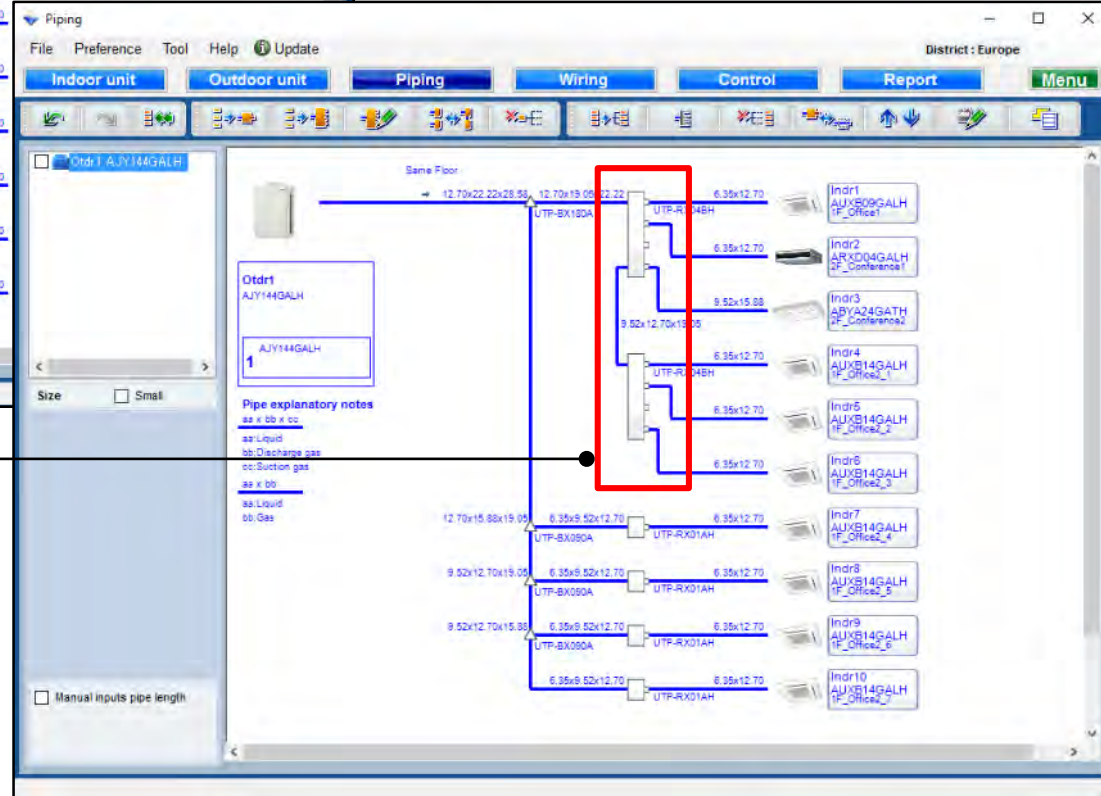 Piping
File Preference Tool Help Update
District : Europe
Indoor unit Outdoor unit Piping Wiring Control Report Menu
Otdr1 AJY144GALH
Size Small
Manual inputs pipe length
Same Floor
12.70x22.22x28.58 12.70x19.05x22.22 6.35x12.70
UTP-BX180A
Indr1
AUXB09GALH
1F_Office1
6.35x12.70
Indr2
ARXD04GALH
2F_Conference1
9.52x15.88
Indr3
ABYA24GATH
2F_Conference2
9.52x12.70x19.05
6.35x12.70
Indr4
AUXB14GALH
1F_Office2_1
6.35x12.70
Indr5
AUXB14GALH
1F_Office2_2
6.35x12.70
Indr6
AUXB14GALH
1F_Office2_3
Otdr1
AJY144GALH
AJY144GALH
1
Pipe explanatory notes
aa x bb x cc
aa:Liquid
bb:Discharge gas
cc:Suction gas
aa x bb
aa:Liquid
bb:Gas
12.70x15.88x19.05 6.35x9.52x12.70 6.35x12.70
UTP-BX090A UTP-RX01AH
Indr7
AUXB14GALH
1F_Office2_4
9.52x12.70x19.05 6.35x9.52x12.70 6.35x12.70
UTP-BX090A UTP-RX01AH
Indr8
AUXB14GALH
1F_Office2_5
9.52x12.70x15.88 6.35x9.52x12.70 6.35x12.70
UTP-BX090A UTP-RX01AH
Indr9
AUXB14GALH
1F_Office2_6
6.35x9.52x12.70 6.35x12.70
UTP-RX01AH
Indr10
AUXB14GALH
1F_Office2_7